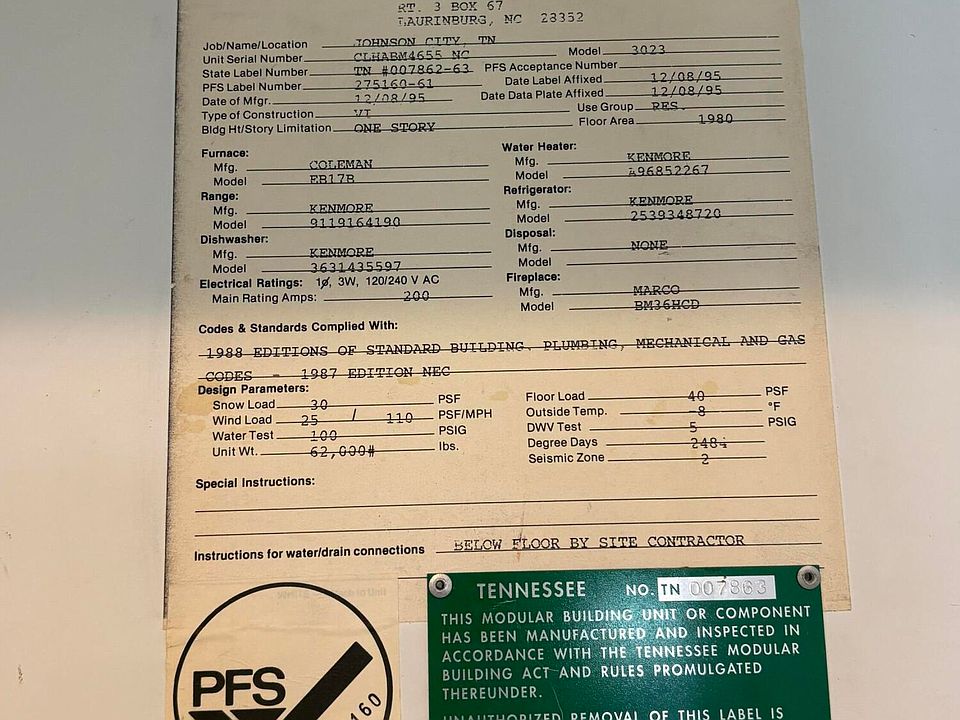 RT. 3 BOX 67
LAURINBURG, NC 28352
Job/Name/Location JOHNSON CITY, TN
Unit Serial Number CLHABM4655 NC Model 3023
State Label Number TN #007862-63 PFS Acceptance Number
PFS Label Number 275160-61 Date Label Affixed 12/08/95
Date of Mfgr. 12/08/95 Date Data Plate Affixed 12/08/95
Type of Construction VI Use Group RES.
Bldg Ht/Story Limitation ONE STORY Floor Area 1980
Furnace:
Mfg. COLEMAN
Model EB17B
Range:
Mfg. KENMORE
Model 9119164190
Dishwasher:
Mfg. KENMORE
Model 3631435597
Electrical Ratings: 1ø, 3W, 120/240 V AC
Main Rating Amps: 200
Water Heater:
Mfg. KENMORE
Model A96852267
Refrigerator:
Mfg. KENMORE
Model 2539348720
Disposal:
Mfg. NONE
Model
Fireplace:
Mfg. MARCO
Model BM36HCD
Codes & Standards Complied With:
1988 EDITIONS OF STANDARD BUILDING, PLUMBING, MECHANICAL AND GAS
CODES - 1987 EDITION NEC
Design Parameters:
Snow Load 30 PSF
Wind Load 25 / 110 PSF/MPH
Water Test 100 PSIG
Unit Wt. 62,000# lbs.
Floor Load 40 PSF
Outside Temp. -8 °F
DWV Test 5 PSIG
Degree Days 2484
Seismic Zone 2
Special Instructions:
Instructions for water/drain connections BELOW FLOOR BY SITE CONTRACTOR
PFS
160
TENNESSEE NO. TN 007863
THIS MODULAR BUILDING UNIT OR COMPONENT
HAS BEEN MANUFACTURED AND INSPECTED IN
ACCORDANCE WITH THE TENNESSEE MODULAR
BUILDING ACT AND RULES PROMULGATED
THEREUNDER.
UNAUTHORIZED REMOVAL OF THIS LABEL IS